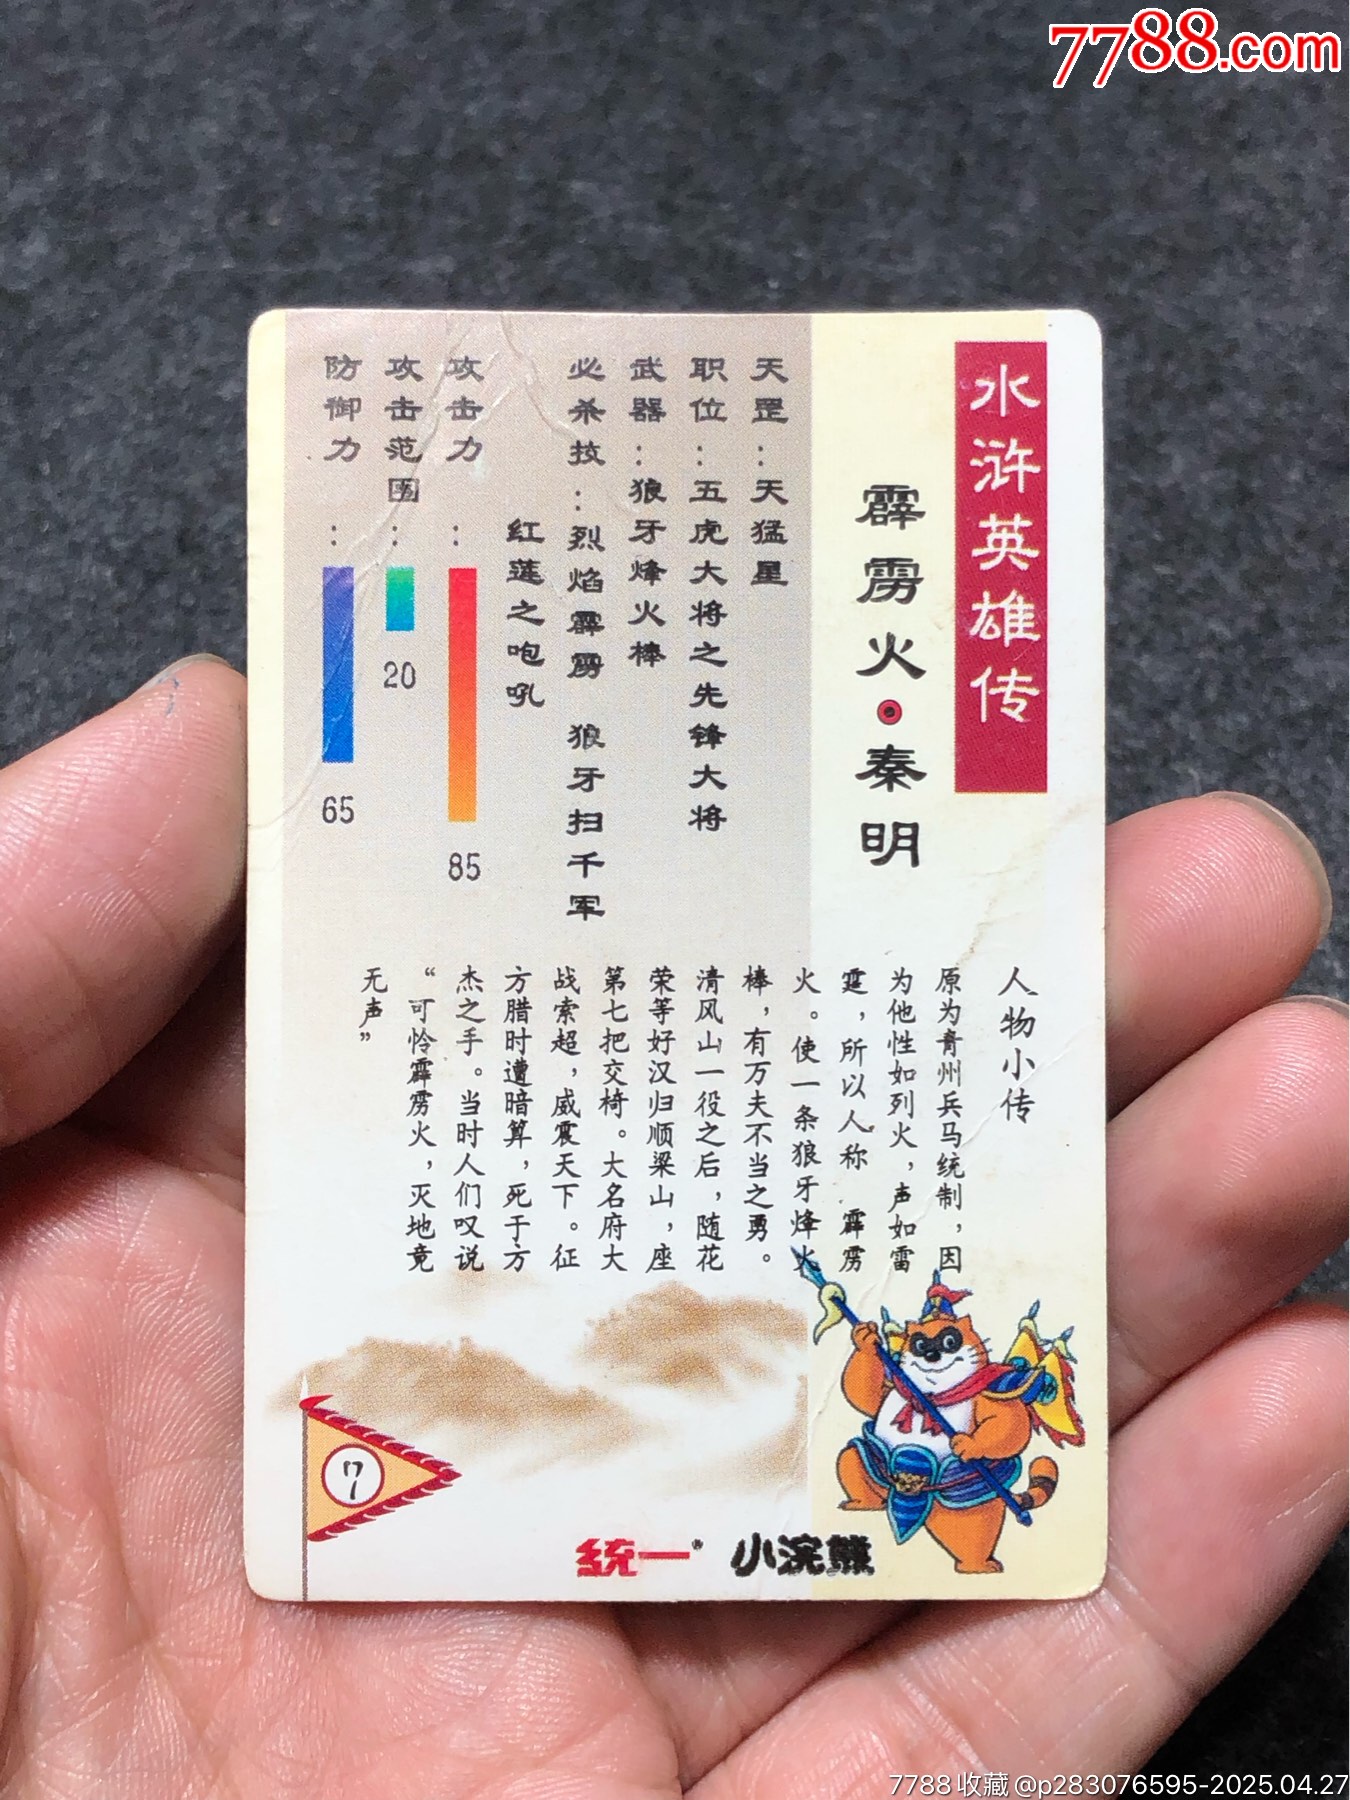 7788.com
水浒英雄传
霹雳火·秦明
天罡：天猛星
职位：五虎大将之先锋大将
武器：狼牙烽火棒
必杀技：烈焰霹雳 狼牙扫千军
红莲之咆吼
攻击力：85
攻击范围：20
防御力：65
人物小传
原为青州兵马统制，因
为他性如列火，声如雷
霆，所以人称 霹雳
火。使一条狼牙烽火
棒，有万夫不当之勇。
清风山一役之后，随花
荣等好汉归顺梁山，座
第七把交椅。大名府大
战索超，威震天下。征
方腊时遭暗算，死于方
杰之手。当时人们叹说
“可怜霹雳火，灭地竟
无声”
7
统一® 小浣熊
7788收藏@p283076595-2025.04.27